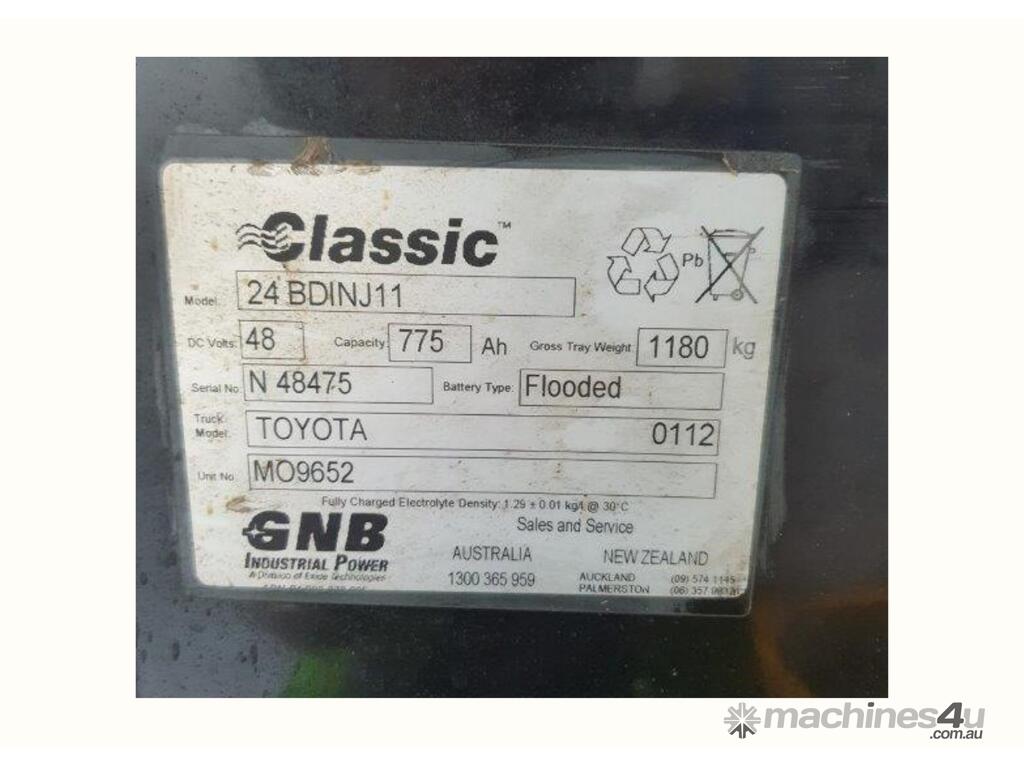 Classic™
Pb
Model: 24 BDINJ11
DC Volts: 48 Capacity: 775 Ah Gross Tray Weight: 1180 kg
Serial No: N 48475 Battery Type: Flooded
Truck Model: TOYOTA 0112
Unit No: MO9652
Fully Charged Electrolyte Density: 1.29 ± 0.01 kg/l @ 30°C
GNB
INDUSTRIAL POWER
A Division of Exide Technologies
Sales and Service
AUSTRALIA NEW ZEALAND
1300 365 959 AUCKLAND (09) 574 1145
PALMERSTON (06) 357
machines4u
.com.au